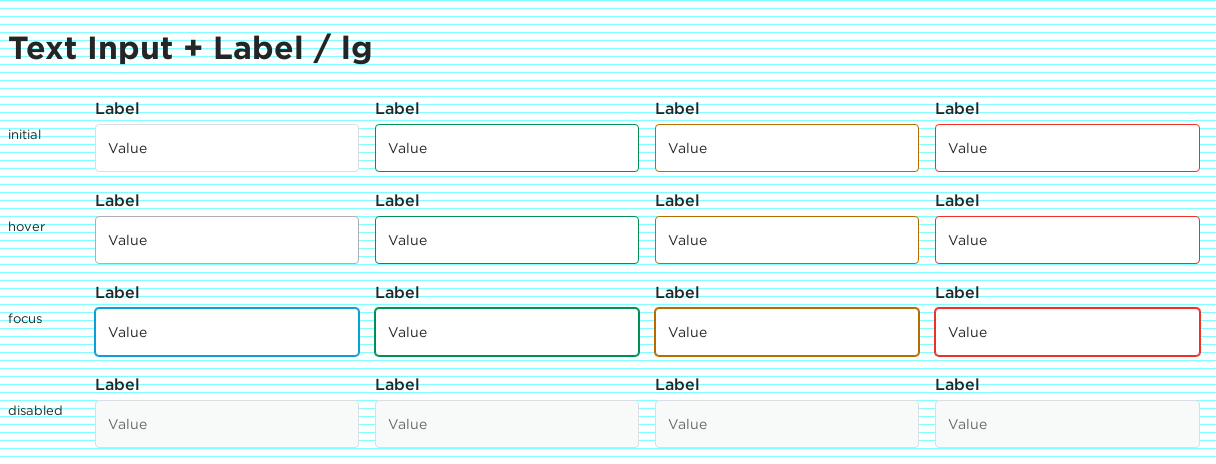 Text Input + Label / lg
Label Label Label Label
initial Value Value Value Value
Label Label Label Label
hover Value Value Value Value
Label Label Label Label
focus Value Value Value Value
Label Label Label Label
disabled Value Value Value Value